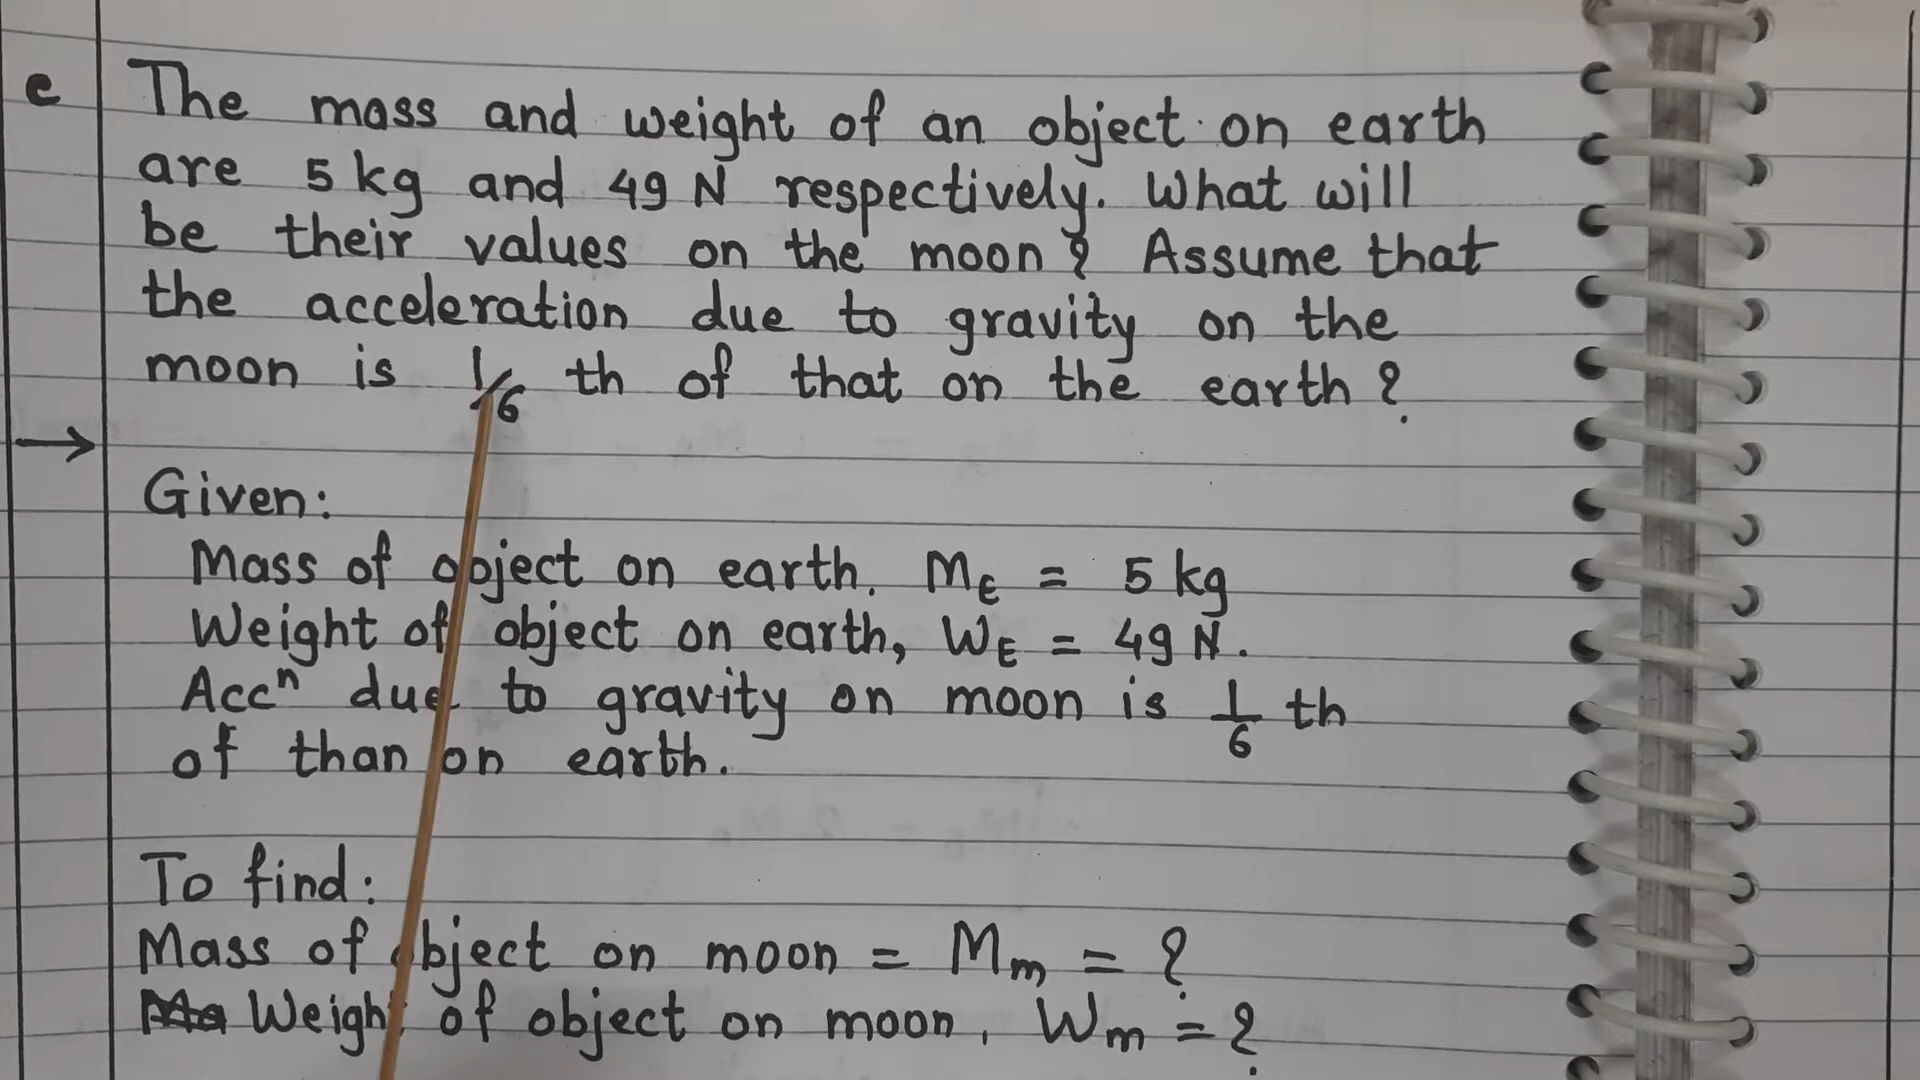 e The mass and weight of an object on earth
are 5 kg and 49 N respectively. What will
be their values on the moon? Assume that
the acceleration due to gravity on the
moon is 1/6 th of that on the earth?
→
Given:
Mass of object on earth, ME = 5 kg
Weight of object on earth, WE = 49 N.
Accⁿ due to gravity on moon is 1/6 th
of than on earth.
To find:
Mass of object on moon = Mm = ?
Weight of object on moon, Wm = ?